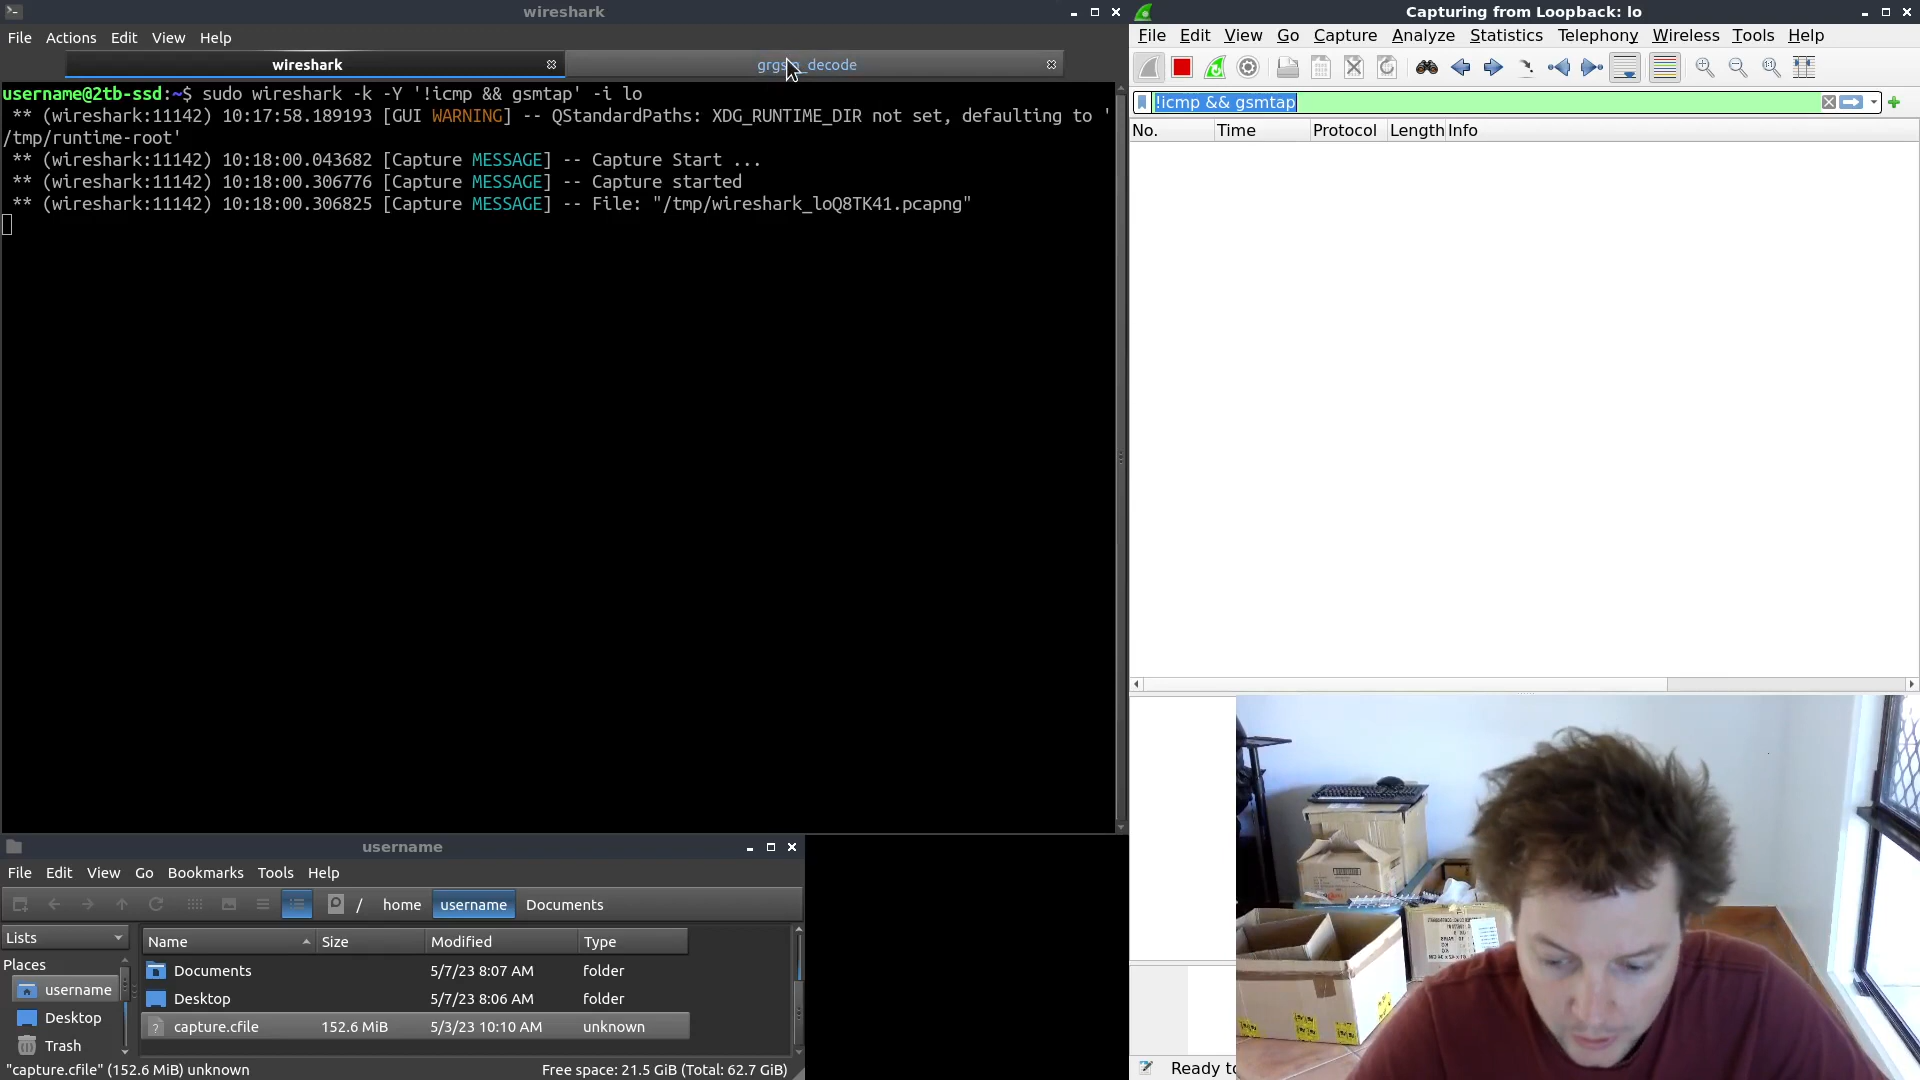 wireshark
File Actions Edit View Help
wireshark
grgsm_decode
username@2tb-ssd:~$ sudo wireshark -k -Y '!icmp && gsmtap' -i lo
** (wireshark:11142) 10:17:58.189193 [GUI WARNING] -- QStandardPaths: XDG_RUNTIME_DIR not set, defaulting to '
/tmp/runtime-root'
** (wireshark:11142) 10:18:00.043682 [Capture MESSAGE] -- Capture Start ...
** (wireshark:11142) 10:18:00.306776 [Capture MESSAGE] -- Capture started
** (wireshark:11142) 10:18:00.306825 [Capture MESSAGE] -- File: "/tmp/wireshark_loQ8TK41.pcapng"
Capturing from Loopback: lo
File Edit View Go Capture Analyze Statistics Telephony Wireless Tools Help
!icmp && gsmtap
No. Time Protocol Length Info
Ready to
username
File Edit View Go Bookmarks Tools Help
/ home username Documents
Lists
Places
username
Desktop
Trash
Name Size Modified Type
Documents 5/7/23 8:07 AM folder
Desktop 5/7/23 8:06 AM folder
capture.cfile 152.6 MiB 5/3/23 10:10 AM unknown
"capture.cfile" (152.6 MiB) unknown
Free space: 21.5 GiB (Total: 62.7 GiB)